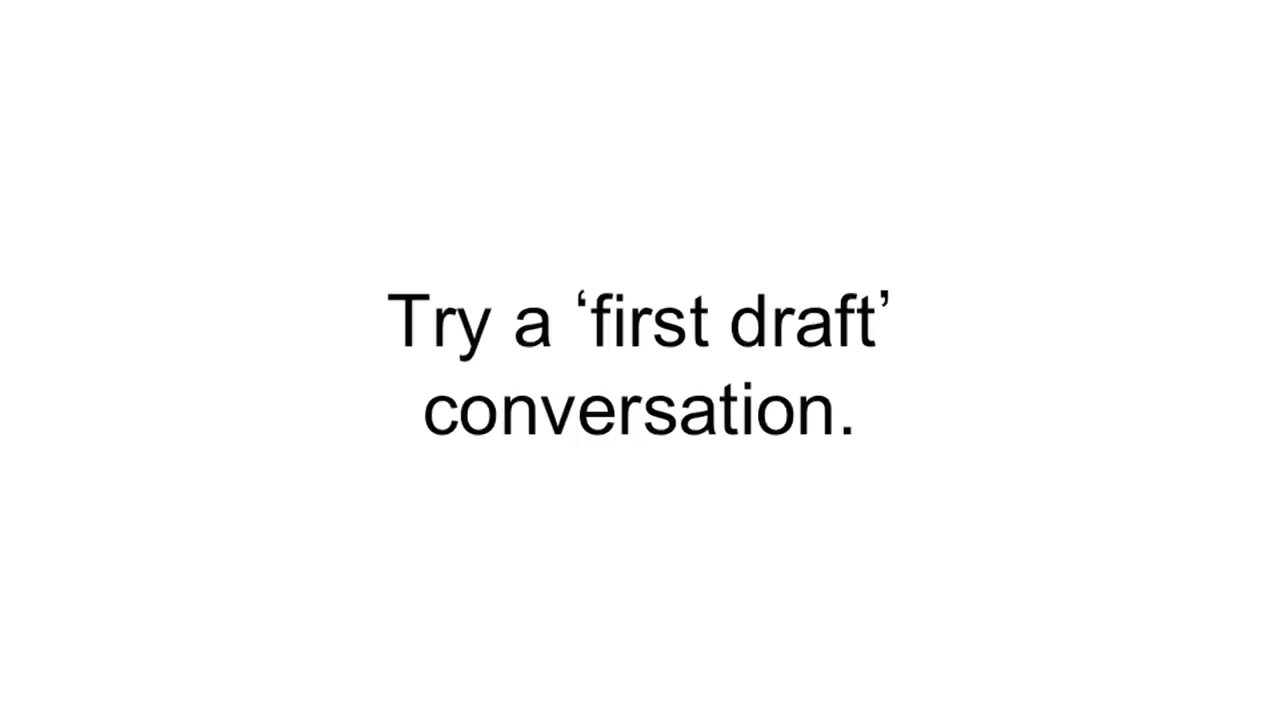 Try a ‘first draft’
conversation.